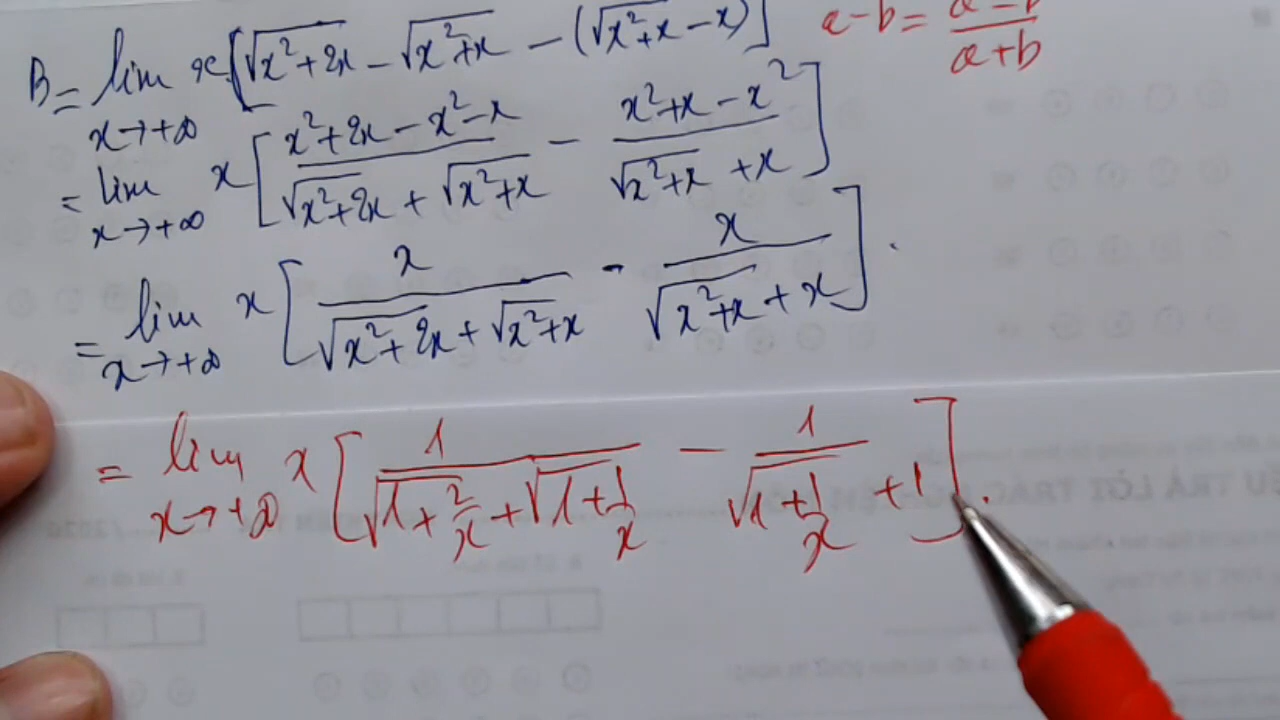 B = lim x→+∞ x[√(x²+2x) − √(x²+x) − (√(x²+x) − x)]
a−b = (a²−b²)/(a+b)
= lim x→+∞ x[(x²+2x−x²−x)/(√(x²+2x) + √(x²+x)) − (x²+x−x²)/(√(x²+x) + x)]
= lim x→+∞ x[x/(√(x²+2x) + √(x²+x)) − x/(√(x²+x) + x)].
= lim x→+∞ x[1/(√(1+2/x) + √(1+1/x)) − 1/(√(1+1/x) + 1)].